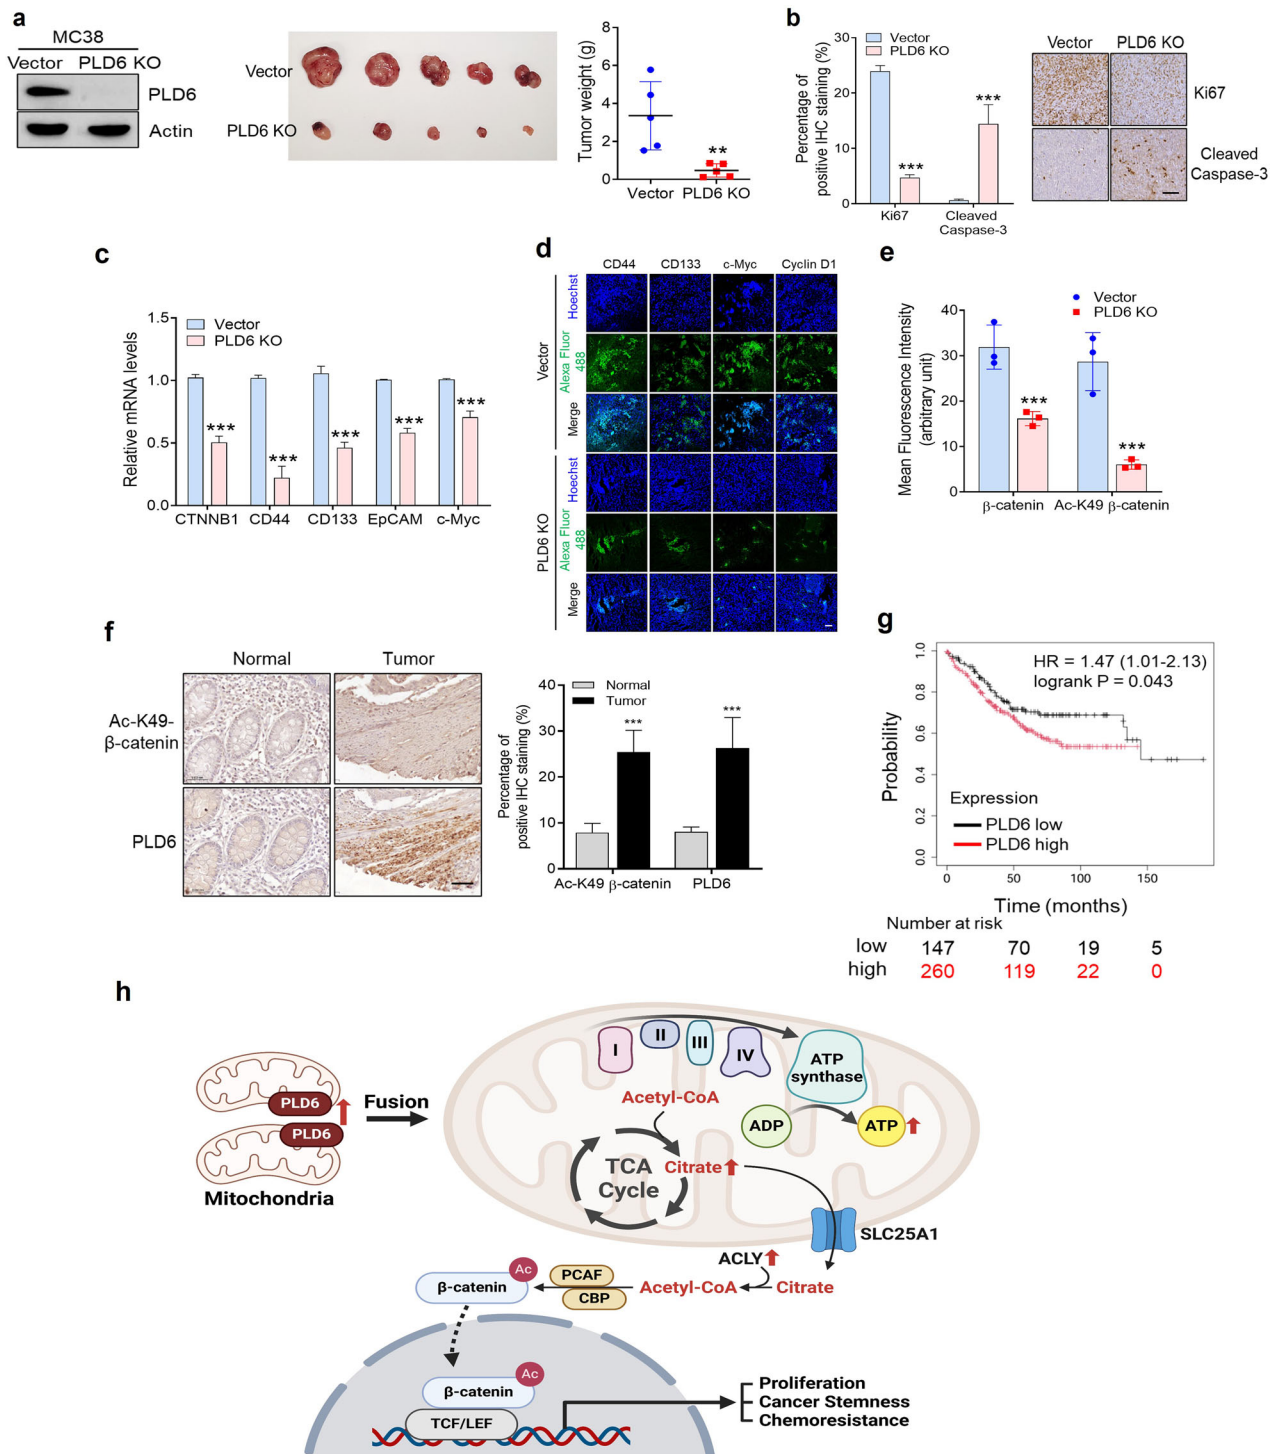 a
MC38
Vector PLD6 KO
PLD6
Actin
Vector
PLD6 KO
Tumor weight (g)
8
6
4
2
0
**
Vector PLD6 KO
b
Percentage of
positive IHC staining (%)
30
20
10
0
Vector
PLD6 KO
***
***
Ki67 Cleaved
Caspase-3
Vector PLD6 KO
Ki67
Cleaved
Caspase-3
c
Relative mRNA levels
1.5
1.0
0.5
0.0
Vector
PLD6 KO
***
***
***
***
***
CTNNB1 CD44 CD133 EpCAM c-Myc
d
CD44 CD133 c-Myc Cyclin D1
Vector
Hoechst
Alexa Fluor
488
Merge
PLD6 KO
Hoechst
Alexa Fluor
488
Merge
e
Mean Fluorescence Intensity
(arbitrary unit)
40
30
20
10
0
Vector
PLD6 KO
***
***
β-catenin Ac-K49 β-catenin
f
Normal Tumor
Ac-K49-
β-catenin
PLD6
Percentage of
positive IHC staining (%)
40
30
20
10
0
Normal
Tumor
***
***
Ac-K49 β-catenin PLD6
g
Probability
1.0
0.8
0.6
0.4
0.2
0.0
HR = 1.47 (1.01-2.13)
logrank P = 0.043
Expression
PLD6 low
PLD6 high
0 50 100 150
Time (months)
Number at risk
low 147 70 19 5
high 260 119 22 0
h
PLD6
PLD6
Mitochondria
Fusion
I
II
III
IV
ATP
synthase
Acetyl-CoA
ADP
ATP
TCA
Cycle
Citrate
SLC25A1
ACLY
Citrate
Acetyl-CoA
PCAF
CBP
Ac
β-catenin
Ac
β-catenin
TCF/LEF
Proliferation
Cancer Stemness
Chemoresistance